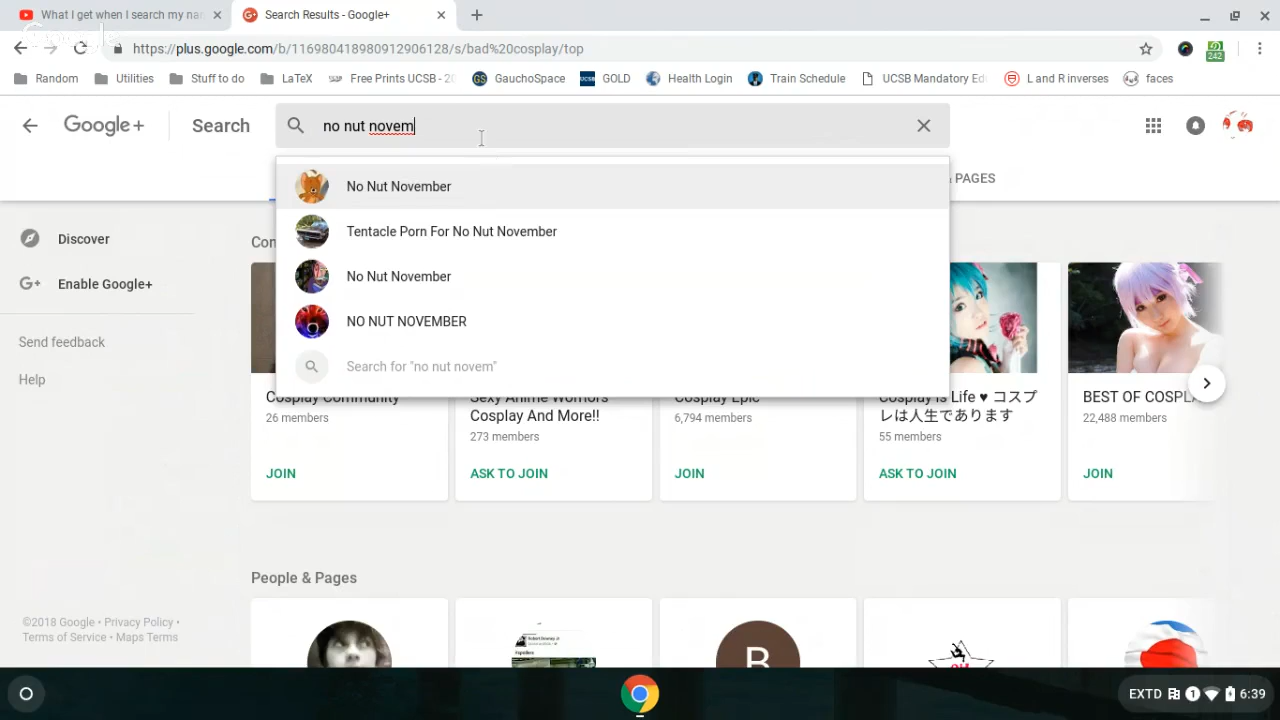 What I get when I search my nam
Search Results - Google+
https://plus.google.com/b/116980418980912906128/s/bad%20cosplay/top
242
Random
Utilities
Stuff to do
LaTeX
Free Prints UCSB - 20
GauchoSpace
GOLD
Health Login
Train Schedule
UCSB Mandatory Ed
L and R inverses
faces
Google+
Search
no nut novem
No Nut November
Tentacle Porn For No Nut November
No Nut November
NO NUT NOVEMBER
Search for "no nut novem"
& PAGES
Discover
Enable Google+
Send feedback
Help
Com
Cosplay Community
26 members
JOIN
Sexy Anime Worriors
Cosplay And More!!
273 members
ASK TO JOIN
Cosplay Epic
6,794 members
JOIN
Cosplay is Life ♥ コスプ
レは人生であります
55 members
ASK TO JOIN
BEST OF COSPLA
22,488 members
JOIN
People & Pages
B
©2018 Google • Privacy Policy •
Terms of Service • Maps Terms
EXTD
1
6:39